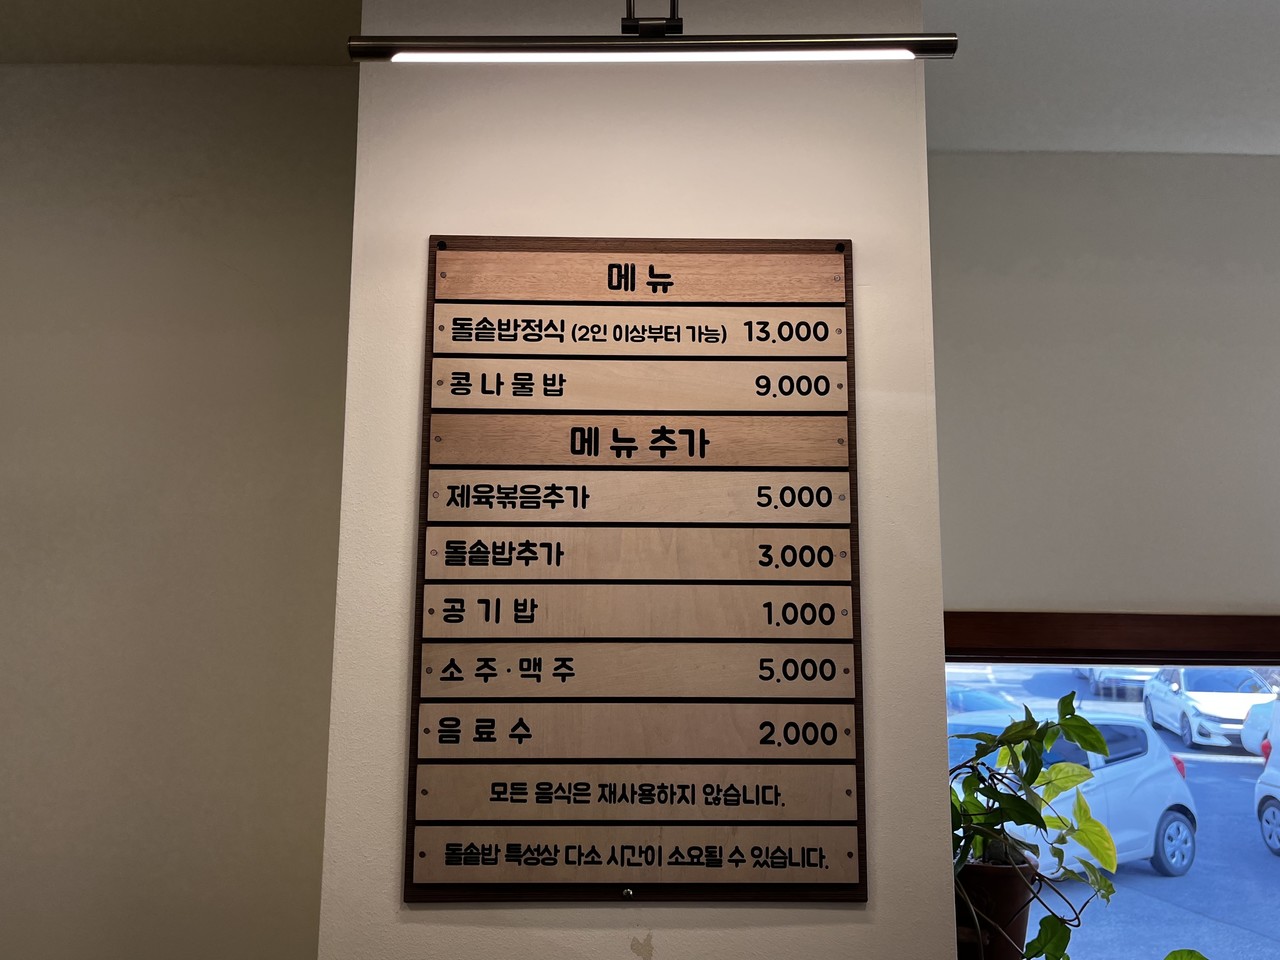 메 뉴
돌솥밥정식 (2인 이상부터 가능) 13.000
콩 나 물 밥 9.000
메 뉴 추가
제육볶음추가 5.000
돌솥밥추가 3.000
공 기 밥 1.000
소 주 · 맥 주 5.000
음 료 수 2.000
모든 음식은 재사용하지 않습니다.
돌솥밥 특성상 다소 시간이 소요될 수 있습니다.